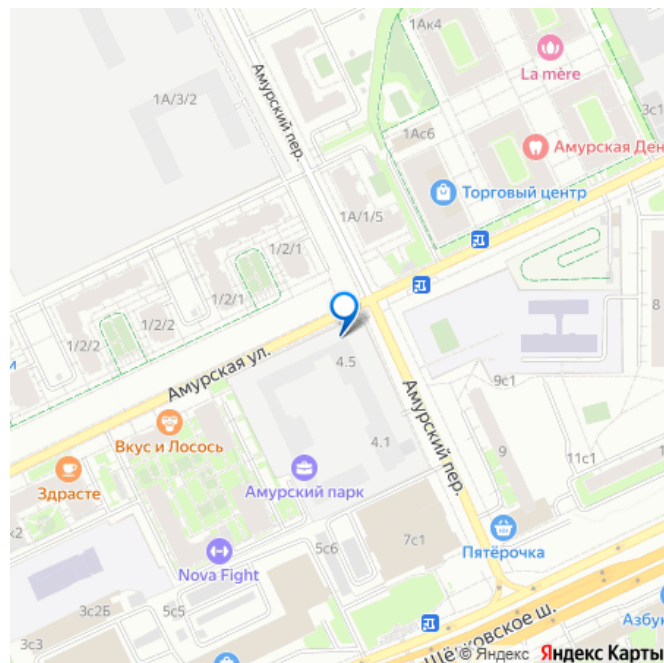 1Ак4
La mère
1А/3/2
Амурский пер.
3с1
1Ас6
Амурская Ден
Торговый центр
1А/1/5
1/2/1
1/2/1
1/2/2
1/2/2
и
8
4.5
Амурская ул.
9с1
Амурский пер.
Вкус и Лосось
4.1
9
11с1
1
Здрасте
Амурский парк
к2
7с1
Пятёрочка
5с6
Nova Fight
3с2Б
5с5
Азбук
3с3
Щёлковское ш.
© Яндекс Яндекс Карты